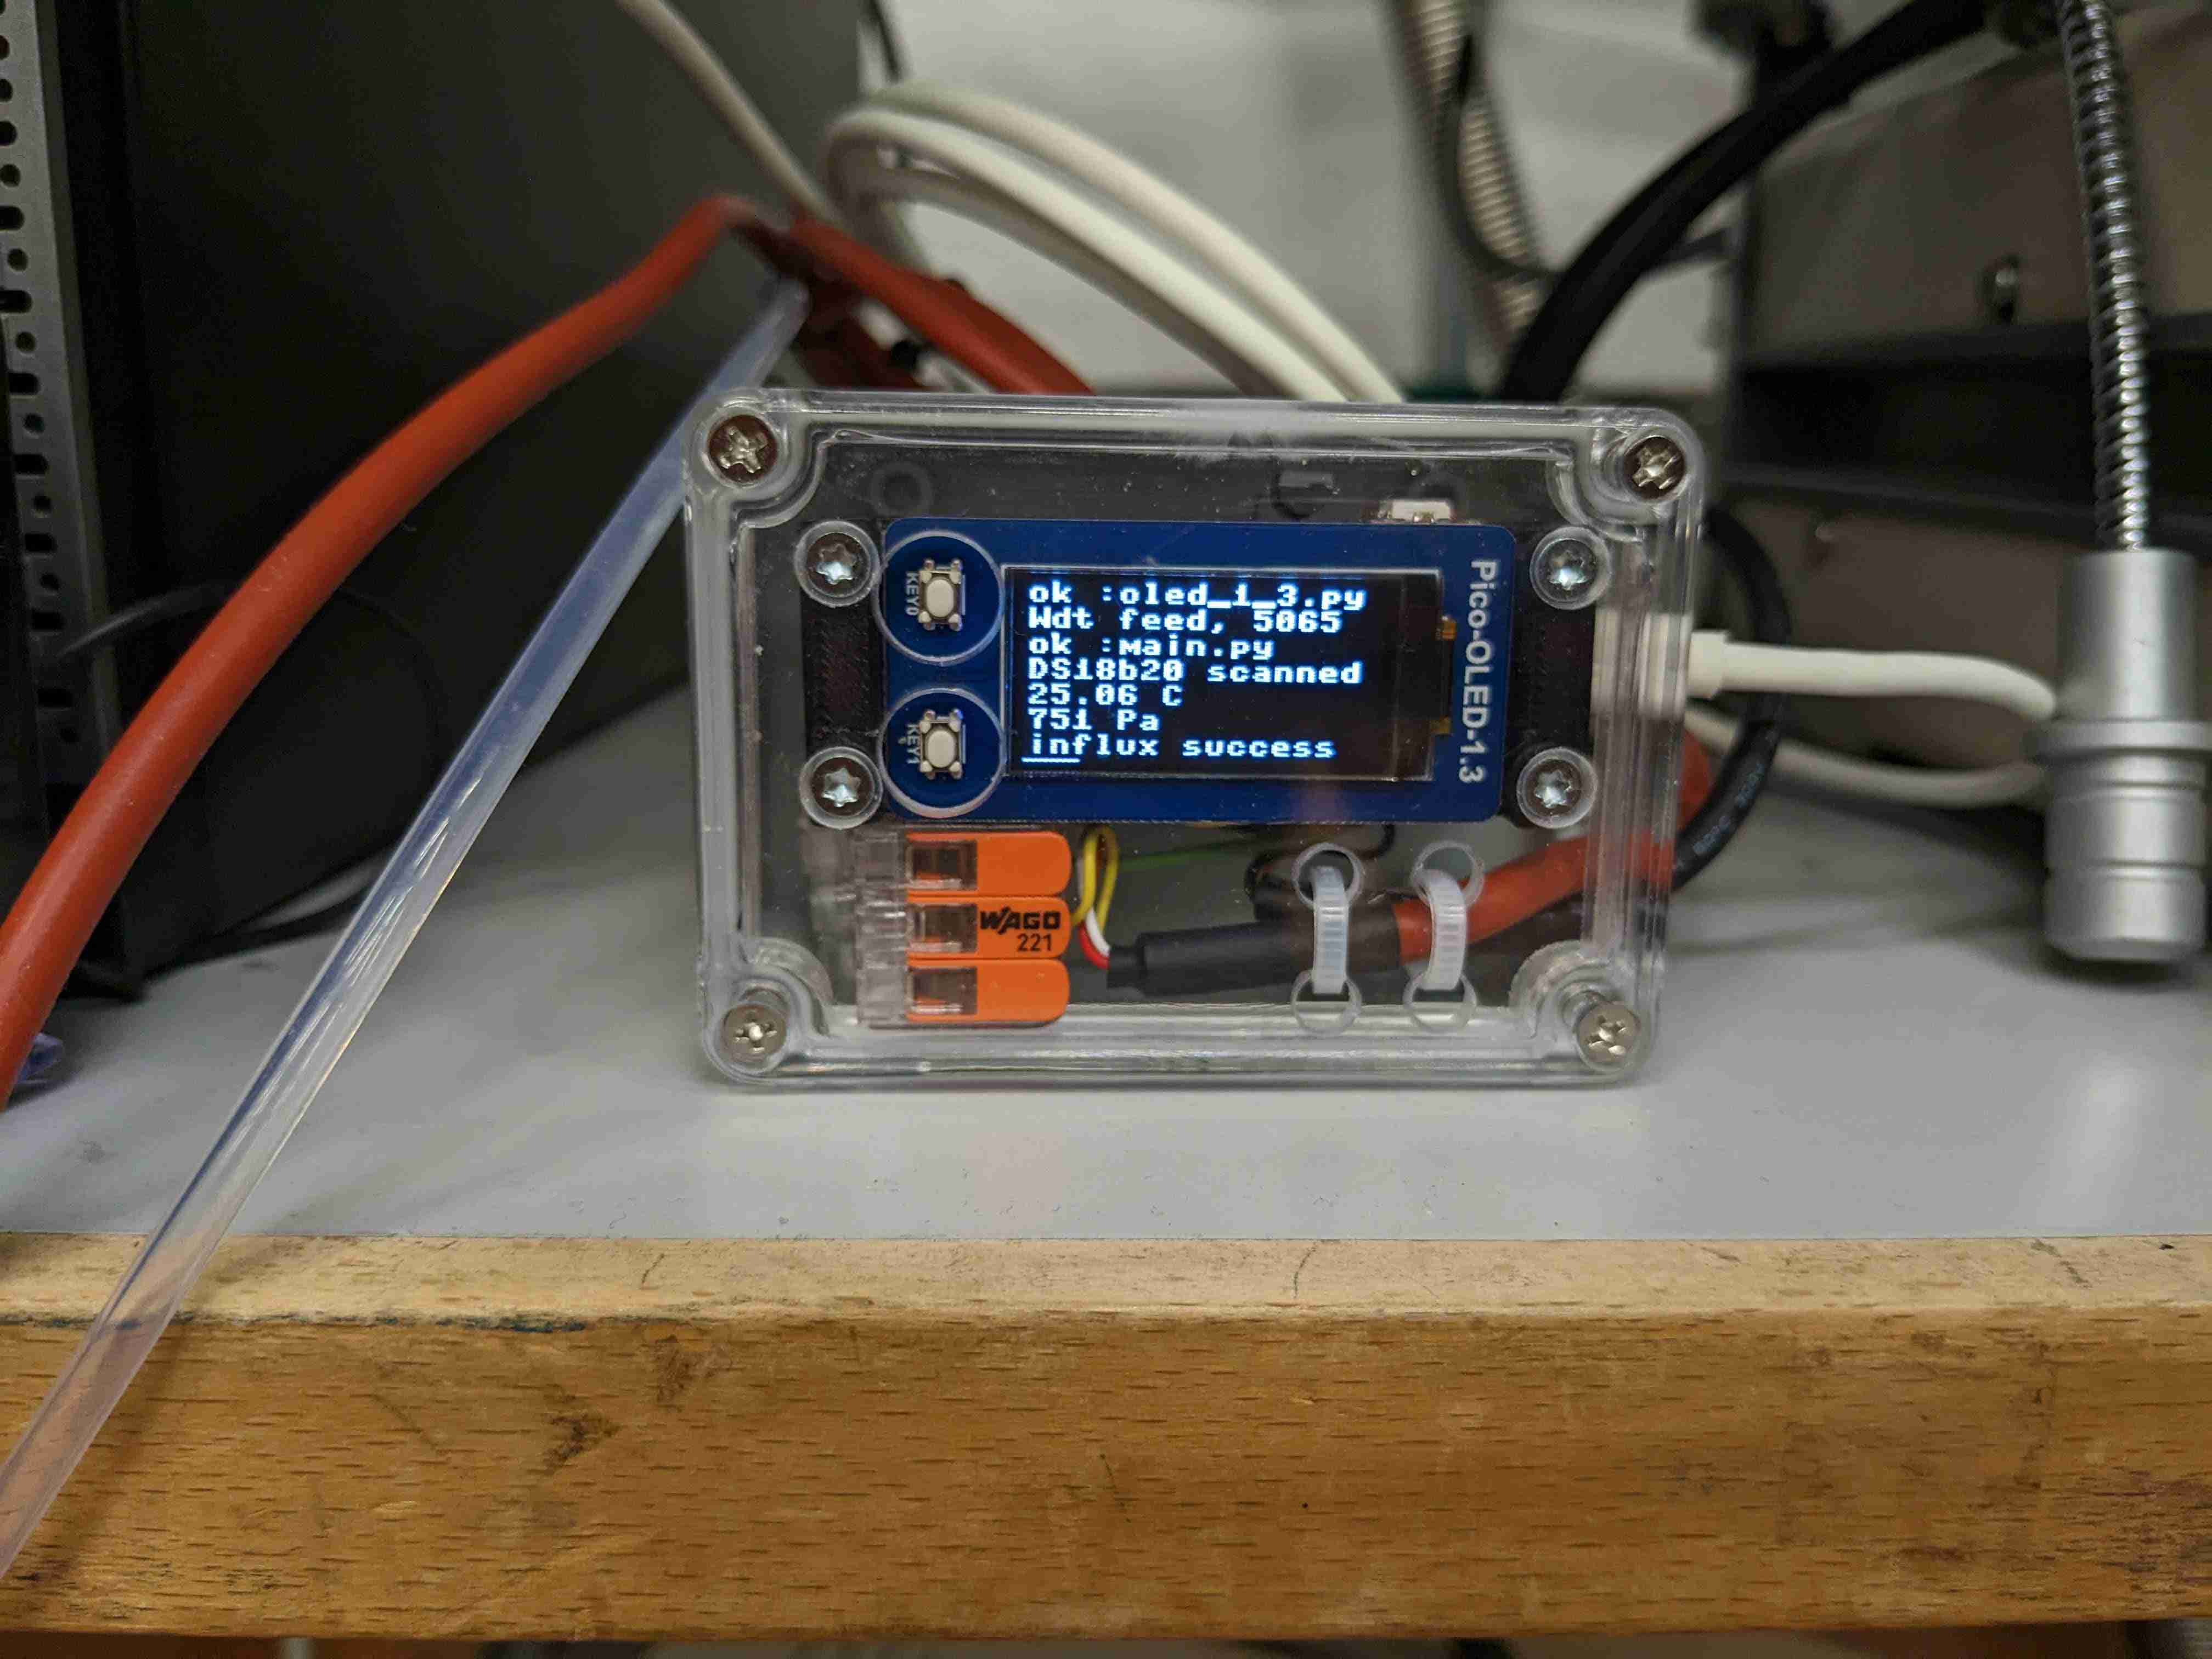 ok :oled_1_3.py
Wdt feed, 5065
ok :main.py
DS18b20 scanned
25.06 C
751 Pa
influx success
Pico-OLED-1.3
KEY0
KEY1
WAGO
221